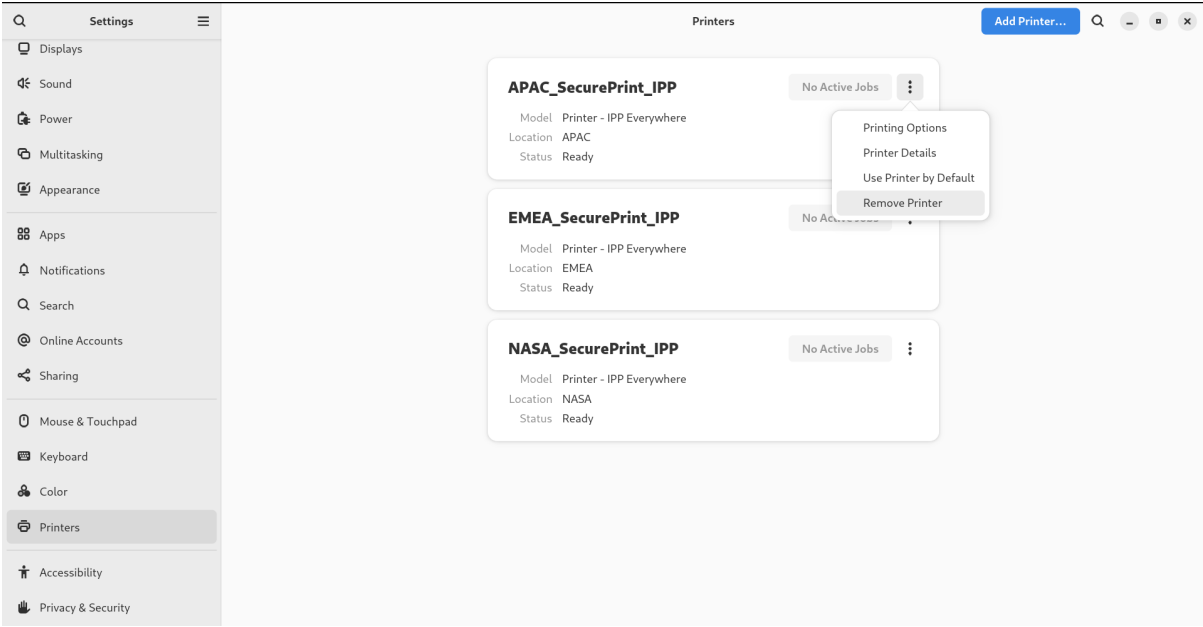 Settings
Displays
Sound
Power
Multitasking
Appearance
Apps
Notifications
Search
Online Accounts
Sharing
Mouse & Touchpad
Keyboard
Color
Printers
Accessibility
Privacy & Security
Printers
Add Printer...
APAC_SecurePrint_IPP
No Active Jobs
Model Printer - IPP Everywhere
Location APAC
Status Ready
Printing Options
Printer Details
Use Printer by Default
Remove Printer
EMEA_SecurePrint_IPP
No Active Jobs
Model Printer - IPP Everywhere
Location EMEA
Status Ready
NASA_SecurePrint_IPP
No Active Jobs
Model Printer - IPP Everywhere
Location NASA
Status Ready